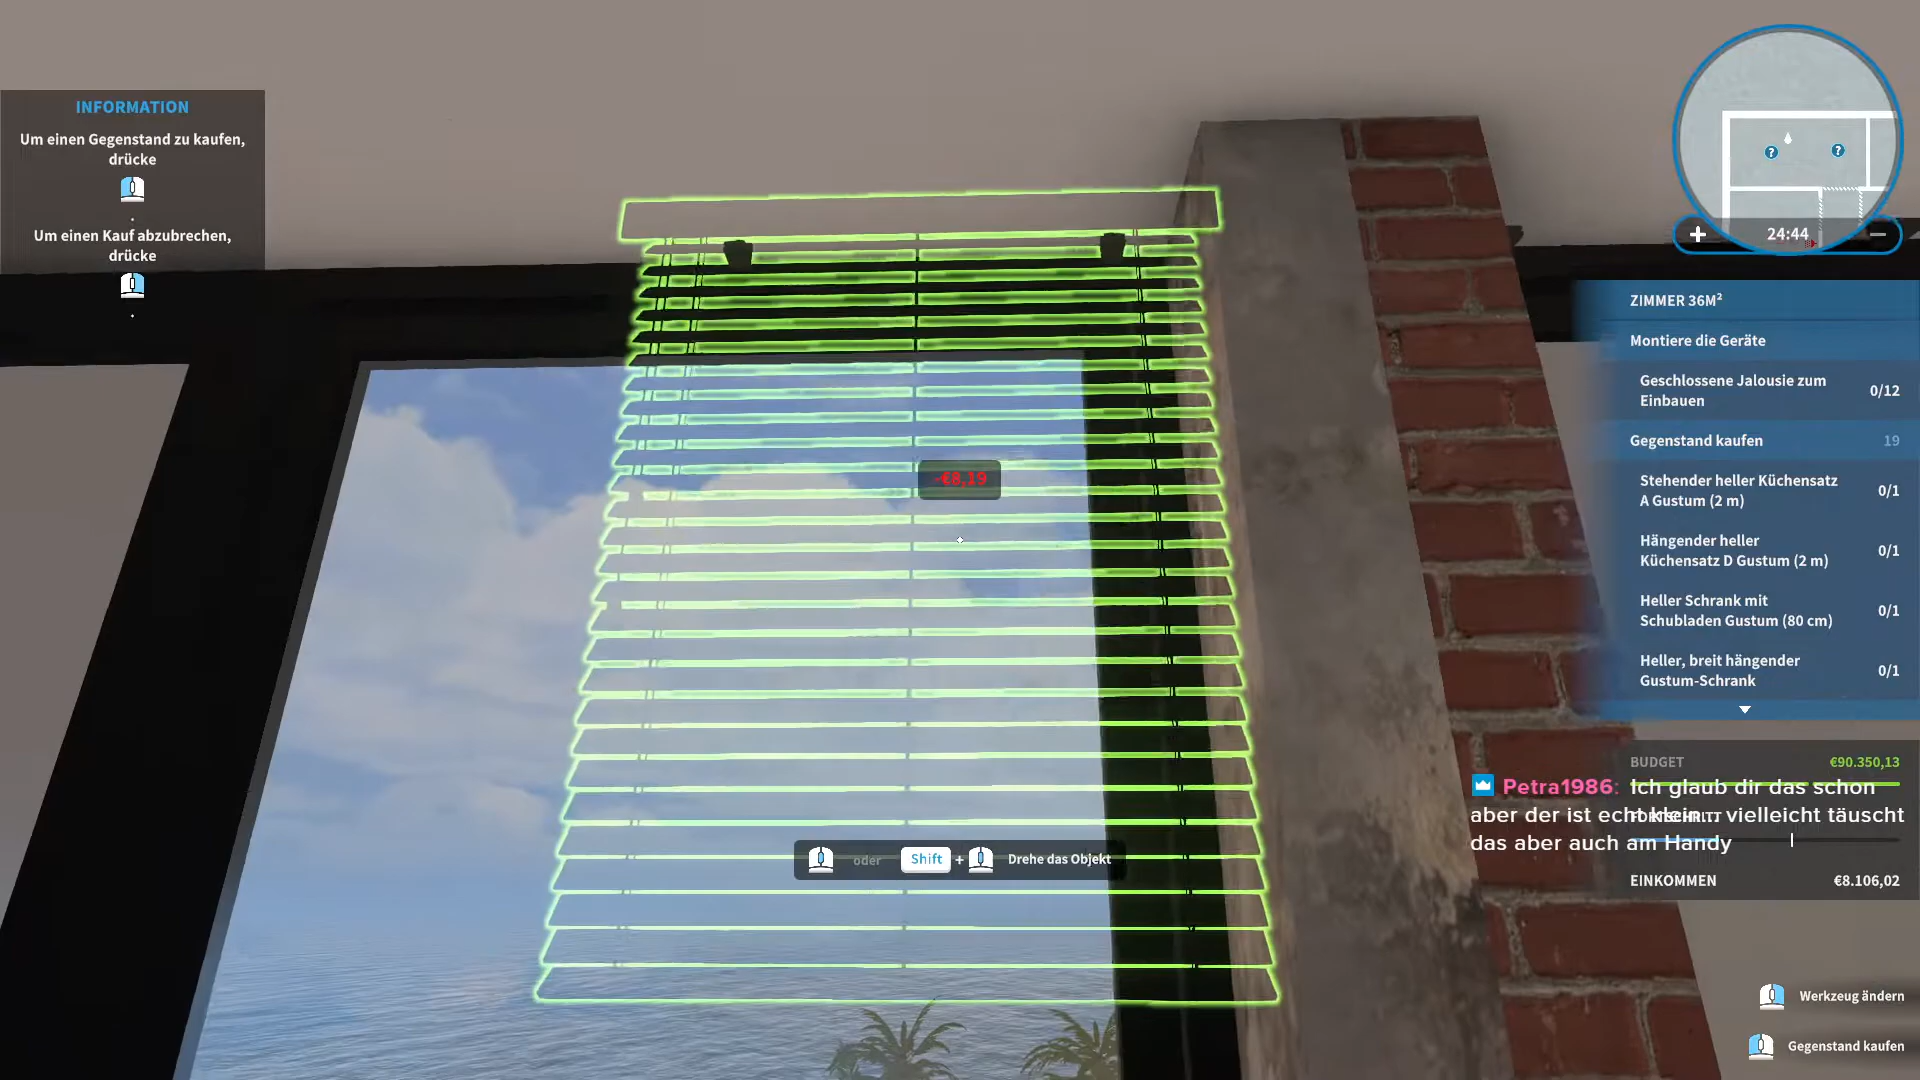 INFORMATION
Um einen Gegenstand zu kaufen,
drücke
.
Um einen Kauf abzubrechen,
drücke
.
24:44
ZIMMER 36M²
Montiere die Geräte
Geschlossene Jalousie zum
Einbauen
0/12
Gegenstand kaufen 19
Stehender heller Küchensatz
A Gustum (2 m)
0/1
Hängender heller
Küchensatz D Gustum (2 m)
0/1
Heller Schrank mit
Schubladen Gustum (80 cm)
0/1
Heller, breit hängender
Gustum-Schrank
0/1
-€8,19
BUDGET €90.350,13
Petra1986: Ich glaub dir das schon
aber der ist echt klein... vielleicht täuscht
das aber auch am Handy
EINKOMMEN €8.106,02
oder Shift + Drehe das Objekt
Werkzeug ändern
Gegenstand kaufen